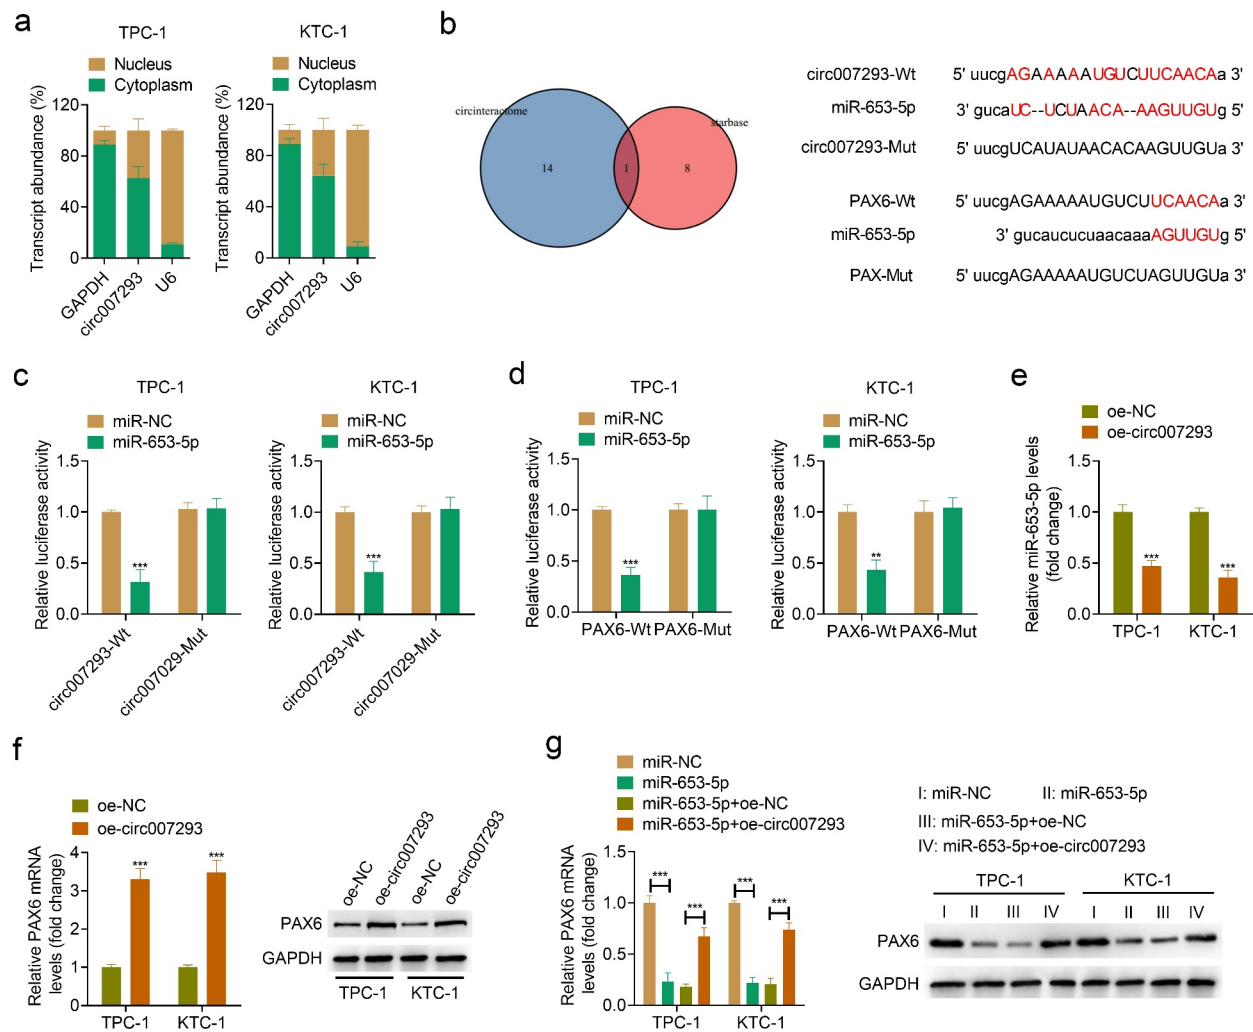 a
TPC-1
Nucleus
Cytoplasm
Transcript abundance (%)
120
80
40
0
GAPDH
circ007293
U6
KTC-1
Nucleus
Cytoplasm
Transcript abundance (%)
120
80
40
0
GAPDH
circ007293
U6
b
circinteractome
starbase
14
1
8
circ007293-Wt 5' uucgAGAAAAAUGUCUUCAACAa 3'
miR-653-5p 3' gucaUC--UCUAACA--AAGUUGUg 5'
circ007293-Mut 5' uucgUCAUAUAACACAAGUUGUa 3'
PAX6-Wt 5' uucgAGAAAAAUGUCUUCAACAa 3'
miR-653-5p 3' gucaucucuaacaaaAGUUGUg 5'
PAX-Mut 5' uucgAGAAAAAUGUCUAGUUGUa 3'
c
TPC-1
miR-NC
miR-653-5p
Relative luciferase activity
1.5
1.0
0.5
0.0
***
circ007293-Wt
circ007029-Mut
KTC-1
miR-NC
miR-653-5p
Relative luciferase activity
1.5
1.0
0.5
0.0
***
circ007293-Wt
circ007029-Mut
d
TPC-1
miR-NC
miR-653-5p
Relative luciferase activity
1.5
1.0
0.5
0.0
***
PAX6-Wt PAX6-Mut
KTC-1
miR-NC
miR-653-5p
Relative luciferase activity
1.5
1.0
0.5
0.0
**
PAX6-Wt PAX6-Mut
e
oe-NC
oe-circ007293
Relative miR-653-5p levels
(fold change)
1.5
1.0
0.5
0.0
***
***
TPC-1 KTC-1
f
oe-NC
oe-circ007293
Relative PAX6 mRNA
levels (fold change)
4
3
2
1
0
***
***
TPC-1 KTC-1
oe-NC
oe-circ007293
oe-NC
oe-circ007293
PAX6
GAPDH
TPC-1 KTC-1
g
miR-NC
miR-653-5p
miR-653-5p+oe-NC
miR-653-5p+oe-circ007293
Relative PAX6 mRNA
levels (fold change)
1.5
1.0
0.5
0.0
***
***
***
***
TPC-1 KTC-1
I: miR-NC II: miR-653-5p
III: miR-653-5p+oe-NC
IV: miR-653-5p+oe-circ007293
TPC-1 KTC-1
I II III IV I II III IV
PAX6
GAPDH